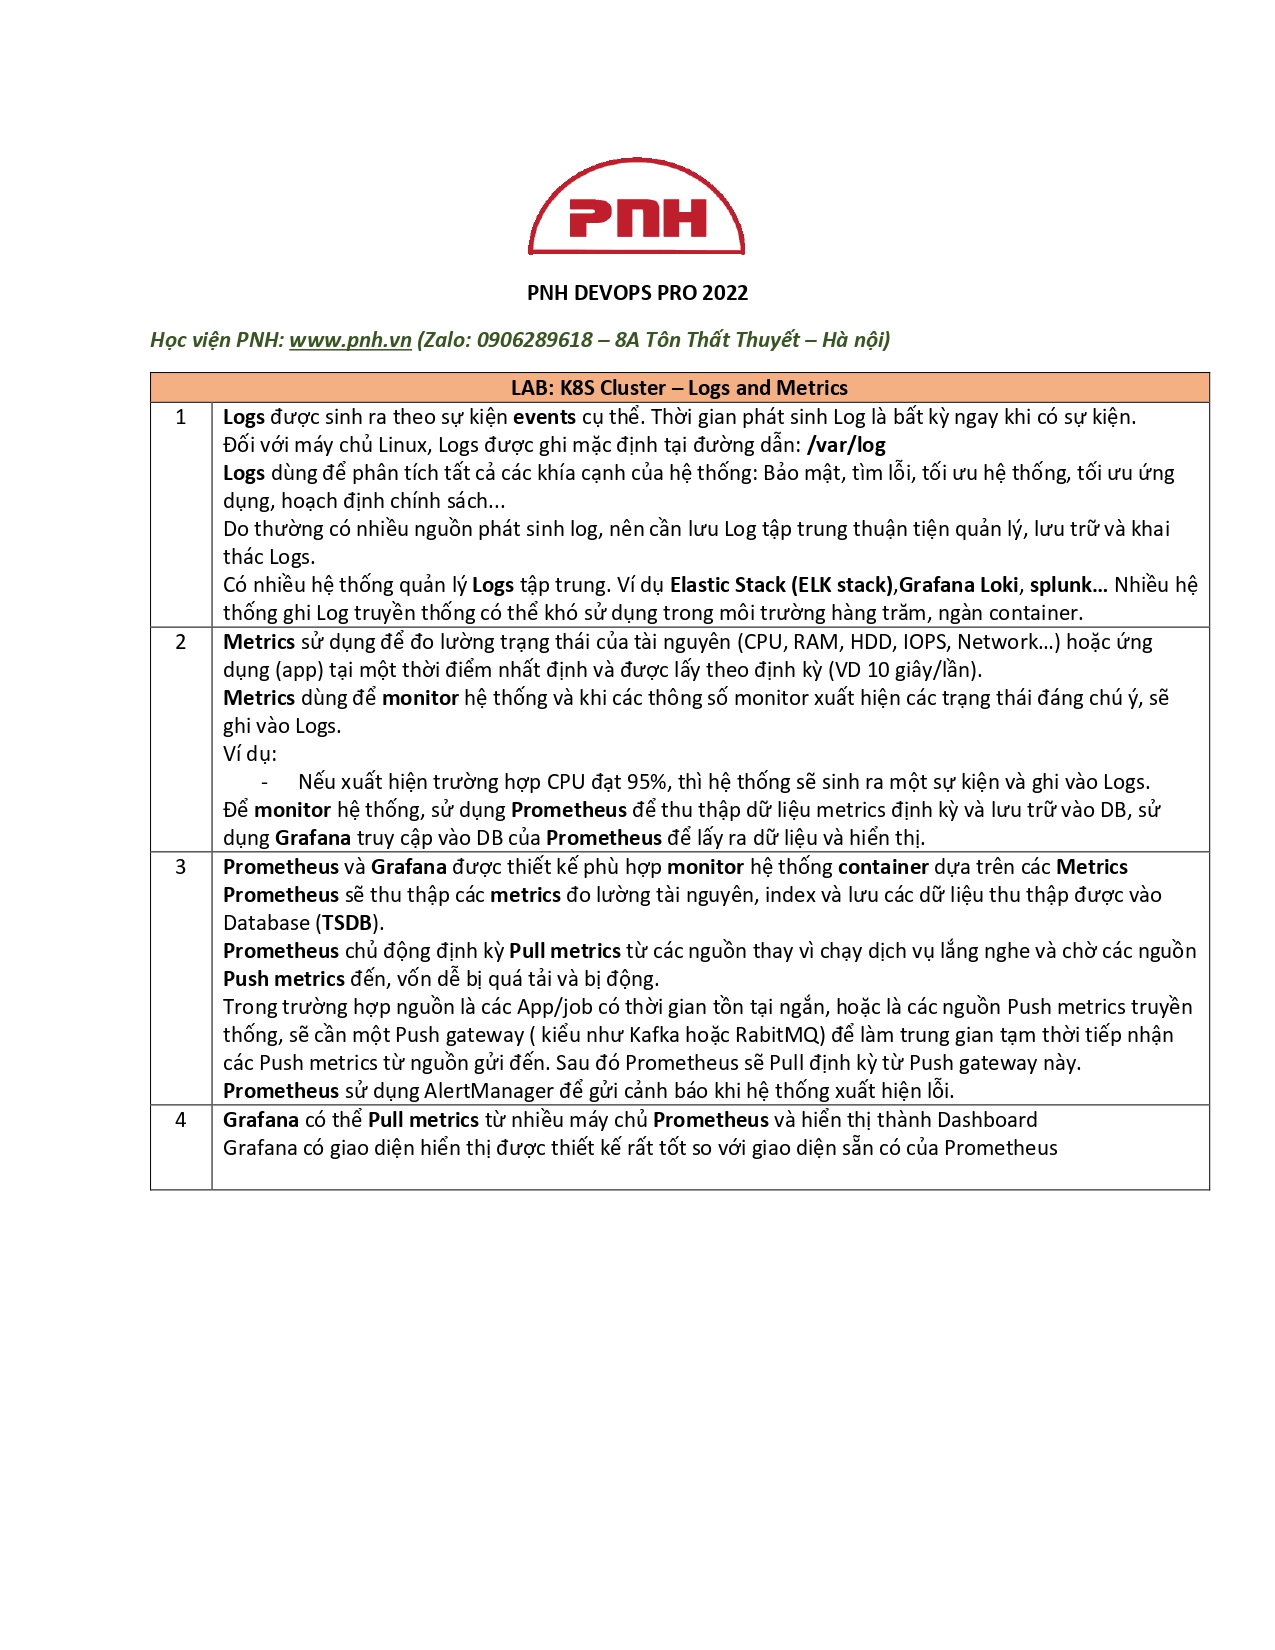 PNH
PNH DEVOPS PRO 2022
Học viện PNH: www.pnh.vn (Zalo: 0906289618 – 8A Tôn Thất Thuyết – Hà nội)
LAB: K8S Cluster – Logs and Metrics
1 Logs được sinh ra theo sự kiện events cụ thể. Thời gian phát sinh Log là bất kỳ ngay khi có sự kiện.
Đối với máy chủ Linux, Logs được ghi mặc định tại đường dẫn: /var/log
Logs dùng để phân tích tất cả các khía cạnh của hệ thống: Bảo mật, tìm lỗi, tối ưu hệ thống, tối ưu ứng
dụng, hoạch định chính sách...
Do thường có nhiều nguồn phát sinh log, nên cần lưu Log tập trung thuận tiện quản lý, lưu trữ và khai
thác Logs.
Có nhiều hệ thống quản lý Logs tập trung. Ví dụ Elastic Stack (ELK stack),Grafana Loki, splunk... Nhiều hệ
thống ghi Log truyền thống có thể khó sử dụng trong môi trường hàng trăm, ngàn container.
2 Metrics sử dụng để đo lường trạng thái của tài nguyên (CPU, RAM, HDD, IOPS, Network...) hoặc ứng
dụng (app) tại một thời điểm nhất định và được lấy theo định kỳ (VD 10 giây/lần).
Metrics dùng để monitor hệ thống và khi các thông số monitor xuất hiện các trạng thái đáng chú ý, sẽ
ghi vào Logs.
Ví dụ:
- Nếu xuất hiện trường hợp CPU đạt 95%, thì hệ thống sẽ sinh ra một sự kiện và ghi vào Logs.
Để monitor hệ thống, sử dụng Prometheus để thu thập dữ liệu metrics định kỳ và lưu trữ vào DB, sử
dụng Grafana truy cập vào DB của Prometheus để lấy ra dữ liệu và hiển thị.
3 Prometheus và Grafana được thiết kế phù hợp monitor hệ thống container dựa trên các Metrics
Prometheus sẽ thu thập các metrics đo lường tài nguyên, index và lưu các dữ liệu thu thập được vào
Database (TSDB).
Prometheus chủ động định kỳ Pull metrics từ các nguồn thay vì chạy dịch vụ lắng nghe và chờ các nguồn
Push metrics đến, vốn dễ bị quá tải và bị động.
Trong trường hợp nguồn là các App/job có thời gian tồn tại ngắn, hoặc là các nguồn Push metrics truyền
thống, sẽ cần một Push gateway ( kiểu như Kafka hoặc RabitMQ) để làm trung gian tạm thời tiếp nhận
các Push metrics từ nguồn gửi đến. Sau đó Prometheus sẽ Pull định kỳ từ Push gateway này.
Prometheus sử dụng AlertManager để gửi cảnh báo khi hệ thống xuất hiện lỗi.
4 Grafana có thể Pull metrics từ nhiều máy chủ Prometheus và hiển thị thành Dashboard
Grafana có giao diện hiển thị được thiết kế rất tốt so với giao diện sẵn có của Prometheus